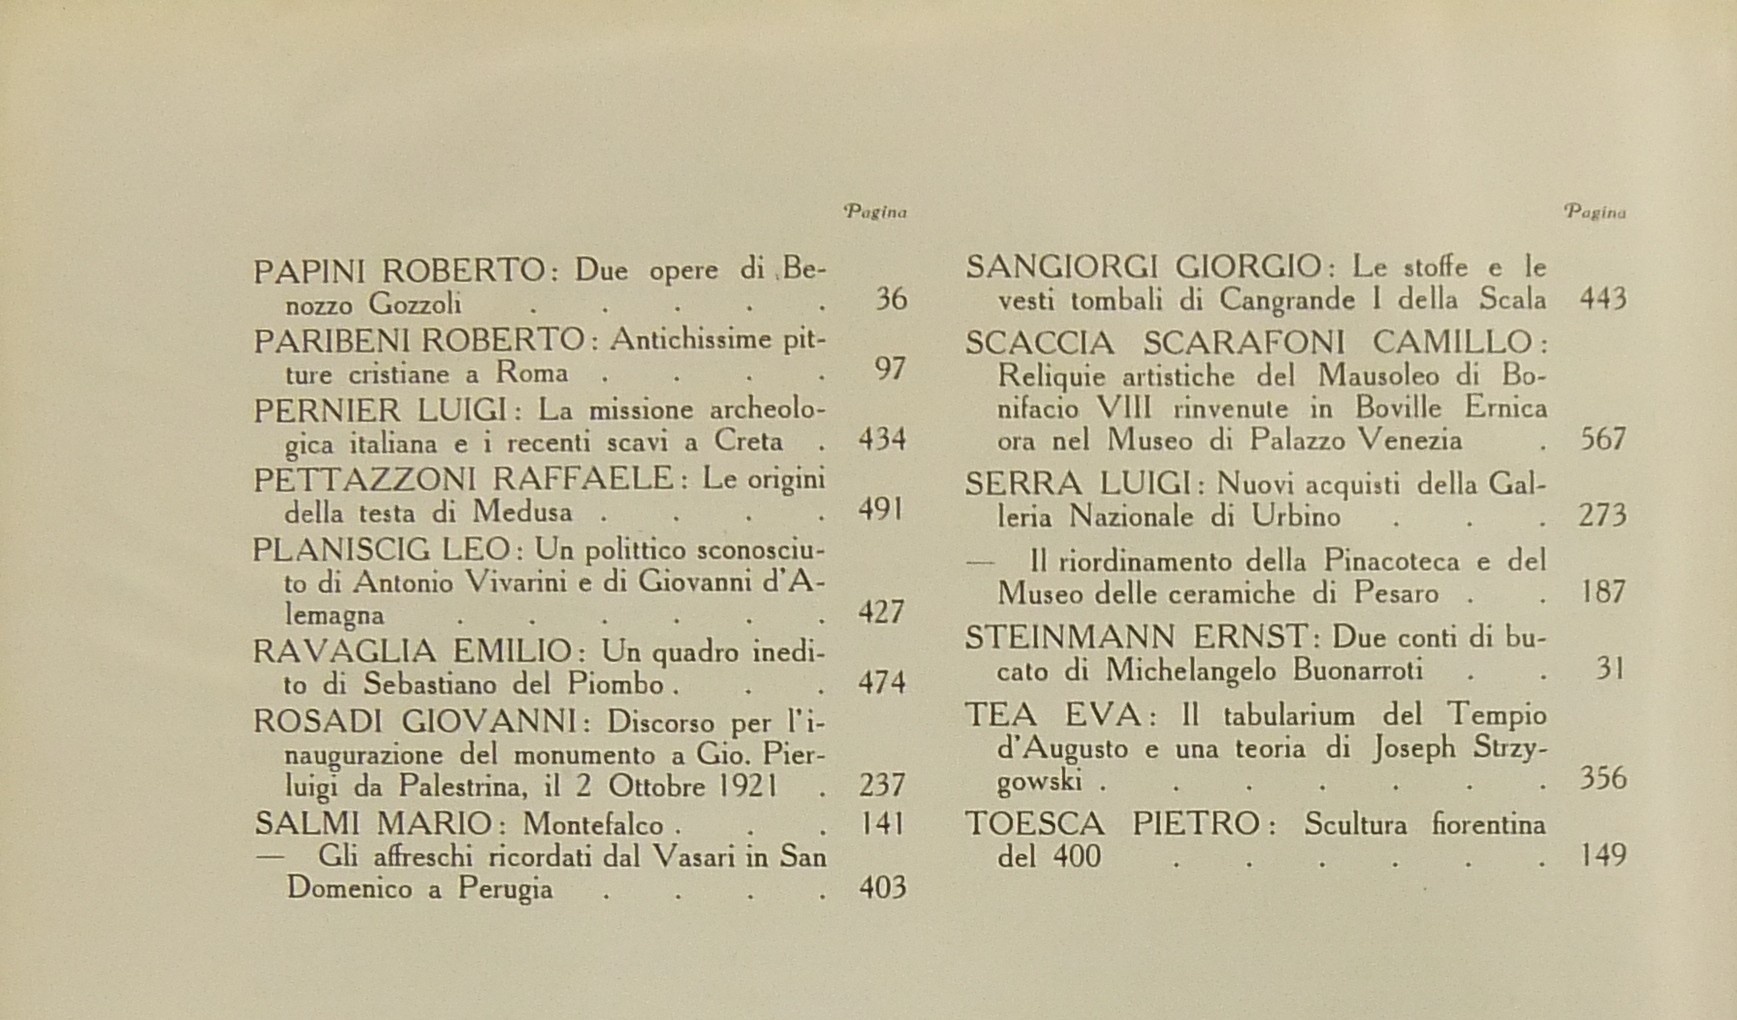 Pagina
PAPINI ROBERTO: Due opere di Be-
nozzo Gozzoli . . . . . 36
PARIBENI ROBERTO: Antichissime pit-
ture cristiane a Roma . . . . 97
PERNIER LUIGI: La missione archeolo-
gica italiana e i recenti scavi a Creta . 434
PETTAZZONI RAFFAELE: Le origini
della testa di Medusa . . . . 491
PLANISCIG LEO: Un polittico sconosciu-
to di Antonio Vivarini e di Giovanni d'A-
lemagna . . . . . . 427
RAVAGLIA EMILIO: Un quadro inedi-
to di Sebastiano del Piombo . . . 474
ROSADI GIOVANNI: Discorso per l'i-
naugurazione del monumento a Gio. Pier-
luigi da Palestrina, il 2 Ottobre 1921 . 237
SALMI MARIO: Montefalco . . . 141
— Gli affreschi ricordati dal Vasari in San
Domenico a Perugia . . . . 403
Pagina
SANGIORGI GIORGIO: Le stoffe e le
vesti tombali di Cangrande I della Scala 443
SCACCIA SCARAFONI CAMILLO:
Reliquie artistiche del Mausoleo di Bo-
nifacio VIII rinvenute in Boville Ernica
ora nel Museo di Palazzo Venezia . 567
SERRA LUIGI: Nuovi acquisti della Gal-
leria Nazionale di Urbino . . . 273
— Il riordinamento della Pinacoteca e del
Museo delle ceramiche di Pesaro . . 187
STEINMANN ERNST: Due conti di bu-
cato di Michelangelo Buonarroti . . 31
TEA EVA: Il tabularium del Tempio
d'Augusto e una teoria di Joseph Strzy-
gowski . . . . . . . 356
TOESCA PIETRO: Scultura fiorentina
del 400 . . . . . . 149